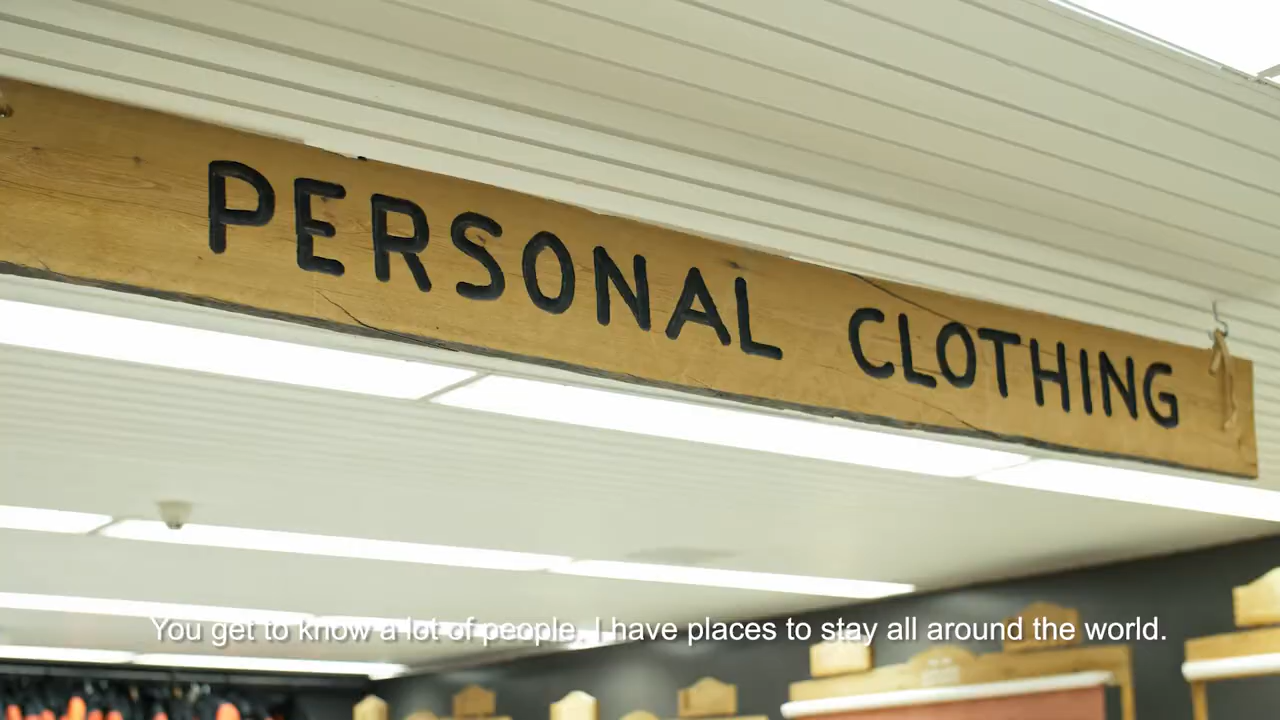 PERSONAL CLOTHING
You get to know a lot of people, I have places to stay all around the world.